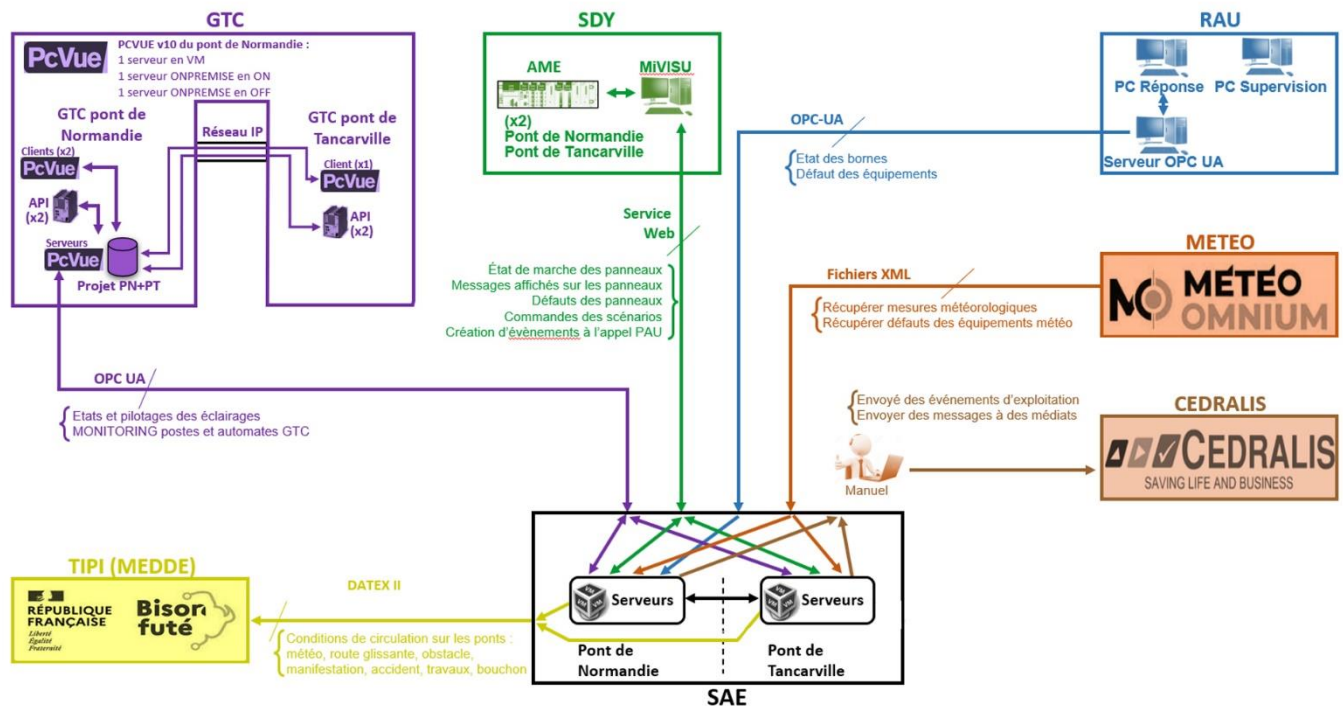 GTC
PcVue
PCVUE v10 du pont de Normandie :
1 serveur en VM
1 serveur ONPREMISE en ON
1 serveur ONPREMSE en OFF
GTC pont de
Normandie
Réseau IP
GTC pont de
Tancarville
Clients (x2)
PcVue
Client (x1)
PcVue
API
(x2)
API
(x2)
Serveurs
PcVue
Projet PN+PT
OPC UA
Etats et pilotages des éclairages
MONITORING postes et automates GTC
SDY
AME
MiVISU
(x2)
Pont de Normandie
Pont de Tancarville
Service
Web
État de marche des panneaux
Messages affichés sur les panneaux
Défauts des panneaux
Commandes des scénarios
Création d'évènements à l'appel PAU
RAU
PC Réponse
PC Supervision
Serveur OPC UA
OPC-UA
Etat des bornes
Défaut des équipements
METEO
MÉTÉO
OMNIUM
Fichiers XML
Récupérer mesures météorologiques
Récupérer défauts des équipements météo
CEDRALIS
CEDRALIS
SAVING LIFE AND BUSINESS
Envoyé des événements d'exploitation
Envoyer des messages à des médiats
Manuel
TIPI (MEDDE)
RÉPUBLIQUE
FRANÇAISE
Liberté
Égalité
Fraternité
Bison
futé
DATEX II
Conditions de circulation sur les ponts :
météo, route glissante, obstacle,
manifestation, accident, travaux, bouchon
VM
VM
VM
Serveurs
VM
VM
VM
Serveurs
Pont de
Normandie
Pont de
Tancarville
SAE